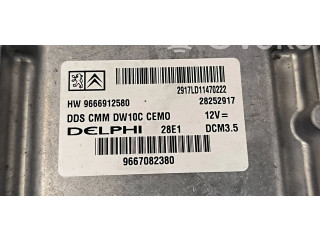 2917LD11470222
HW 9666912580 28252917
DDS CMM DW10C CEMO 12V=
DELPHI 28E1 DCM3.5
9667082380